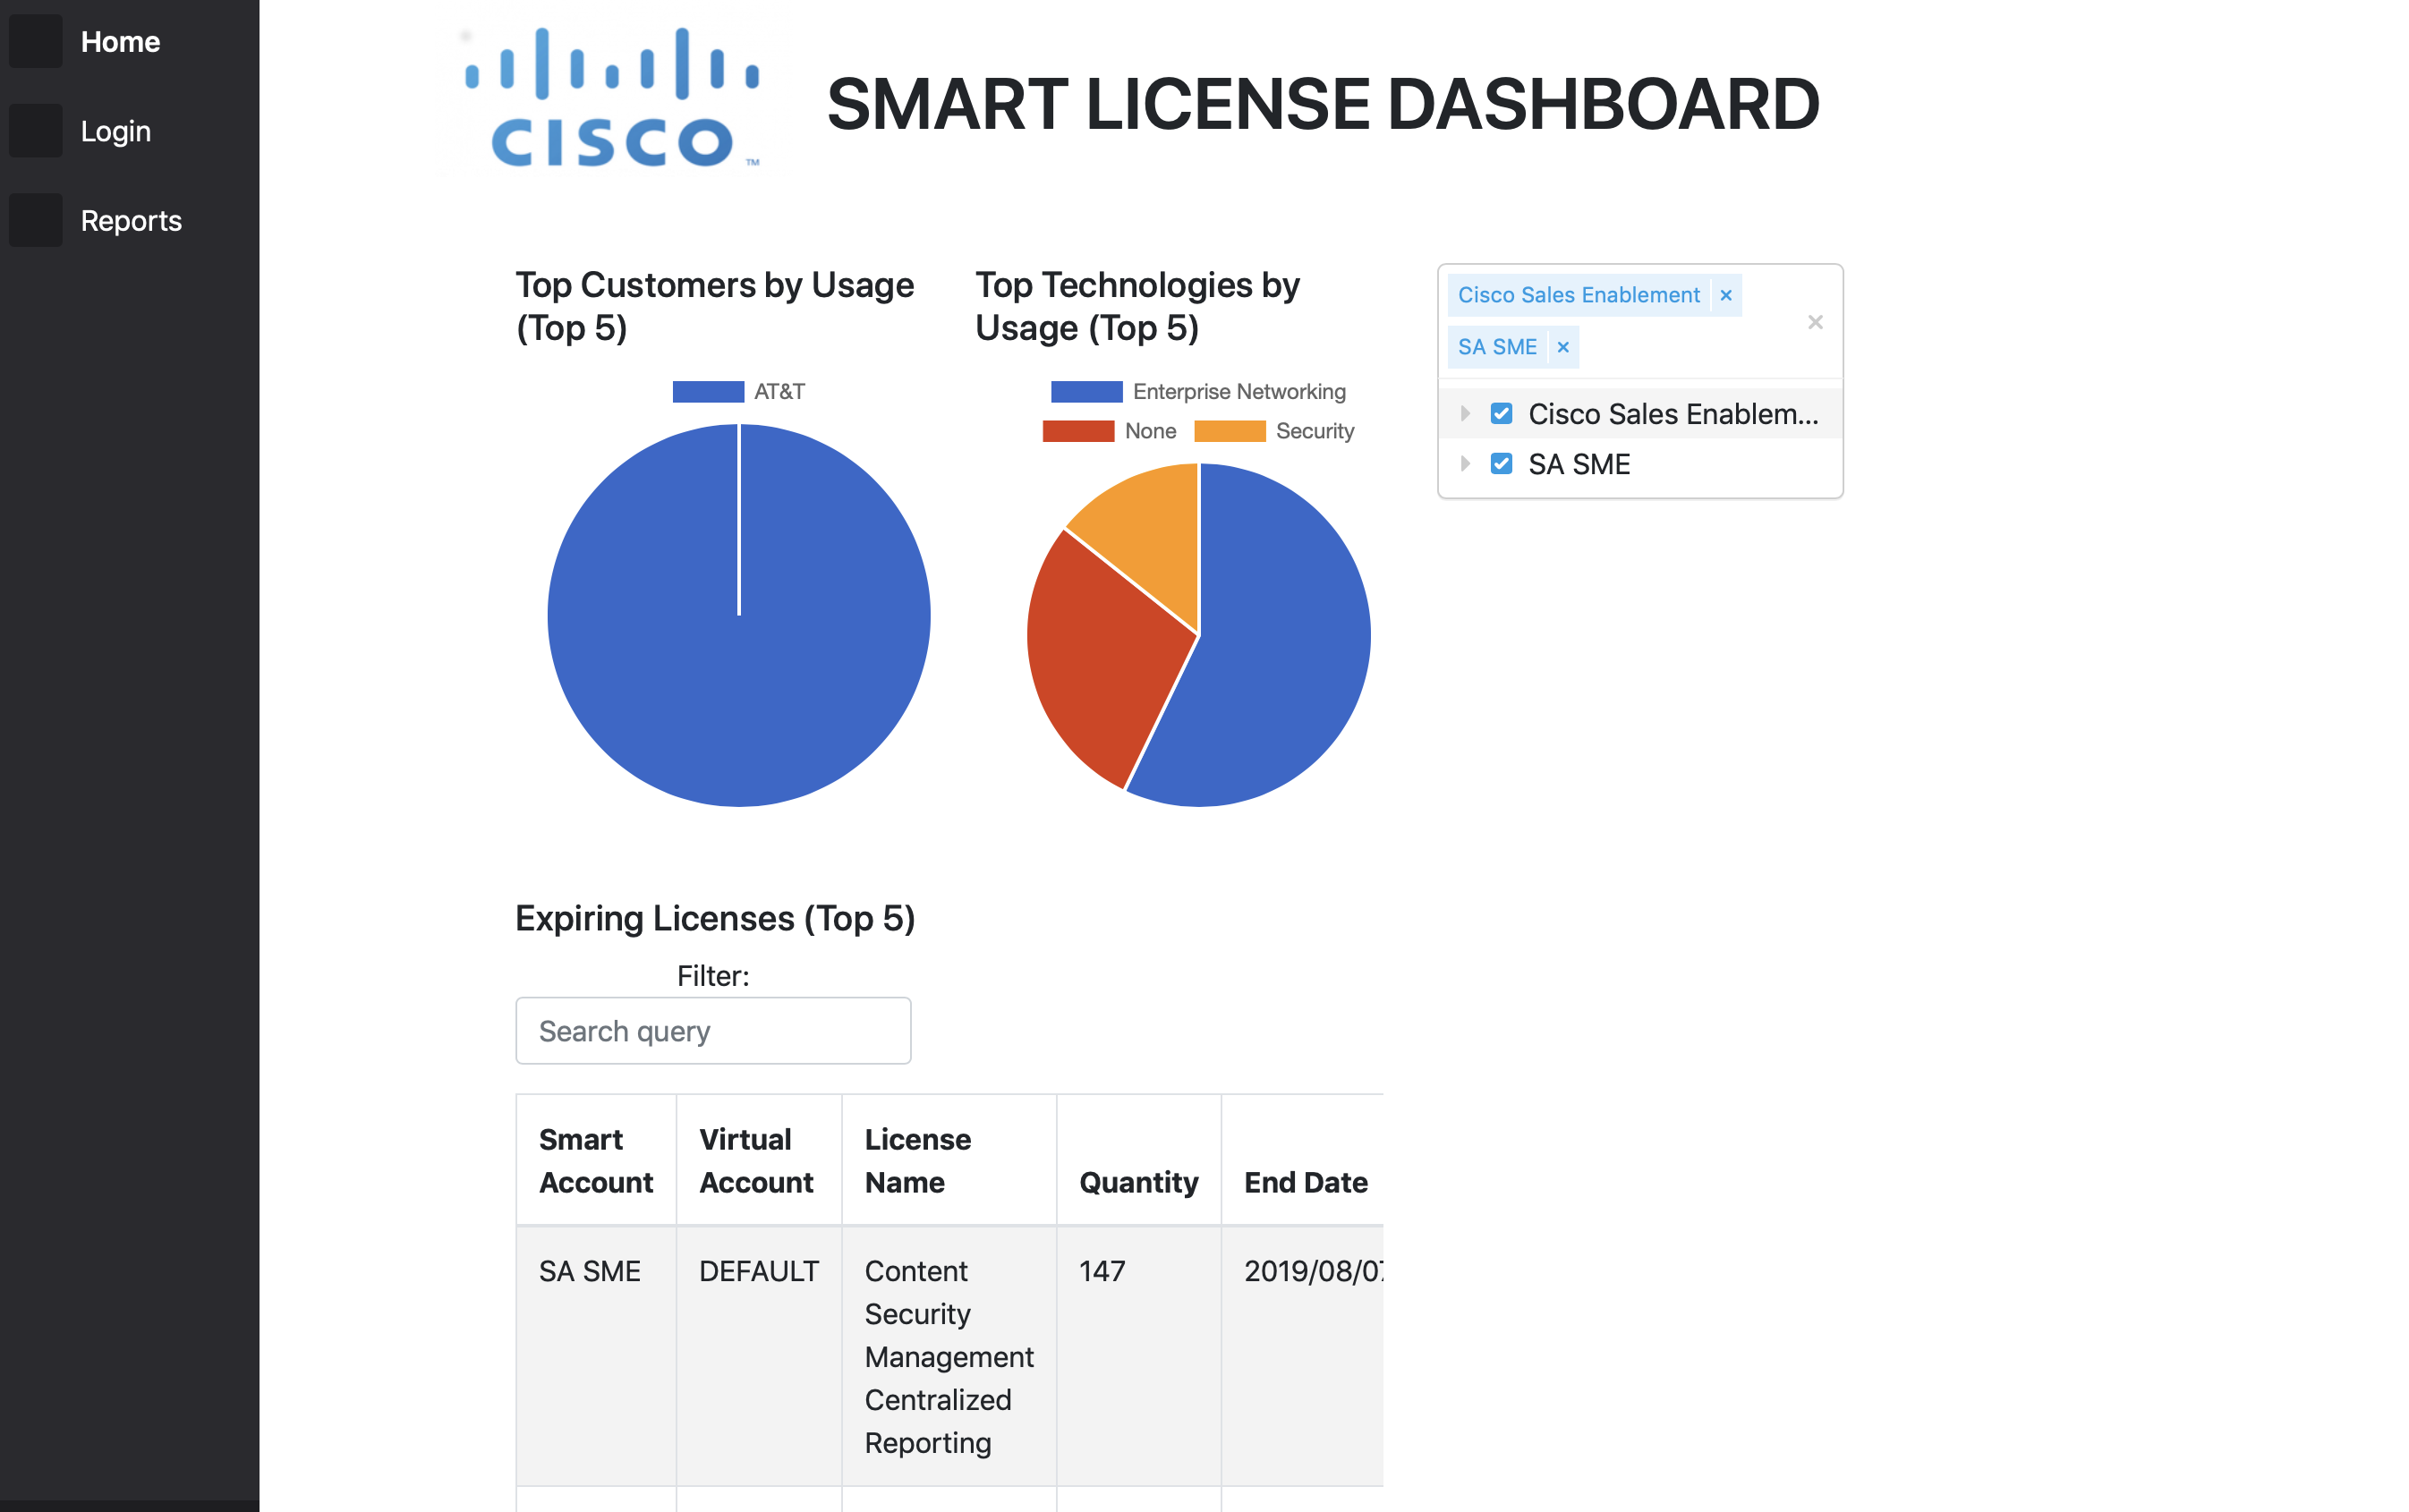 Home
Login
Reports
CISCO ™
SMART LICENSE DASHBOARD
Top Customers by Usage
(Top 5)
AT&T
Top Technologies by
Usage (Top 5)
Enterprise Networking
None Security
Cisco Sales Enablement ×
SA SME ×
×
Cisco Sales Enablem...
SA SME
Expiring Licenses (Top 5)
Filter:
Search query
Smart Account Virtual Account License Name Quantity End Date
SA SME DEFAULT Content 147 2019/08/07
Security
Management
Centralized
Reporting